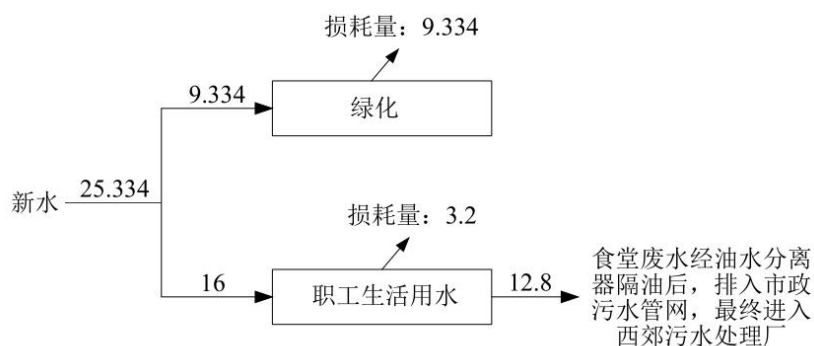 损耗量：9.334
9.334
绿化
新水
25.334
损耗量：3.2
16
职工生活用水
12.8
食堂废水经油水分离
器隔油后，排入市政
污水管网，最终进入
西郊污水处理厂